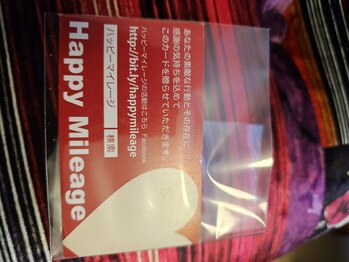 あなたの素敵な行動とその存在に
感謝の気持ちを込めて
このカードを贈らせていただきます。
ハッピーマイレージの活動はこちら Facebook
http://bit.ly/happymileage
ハッピーマイレージ 検索
Happy Mileage